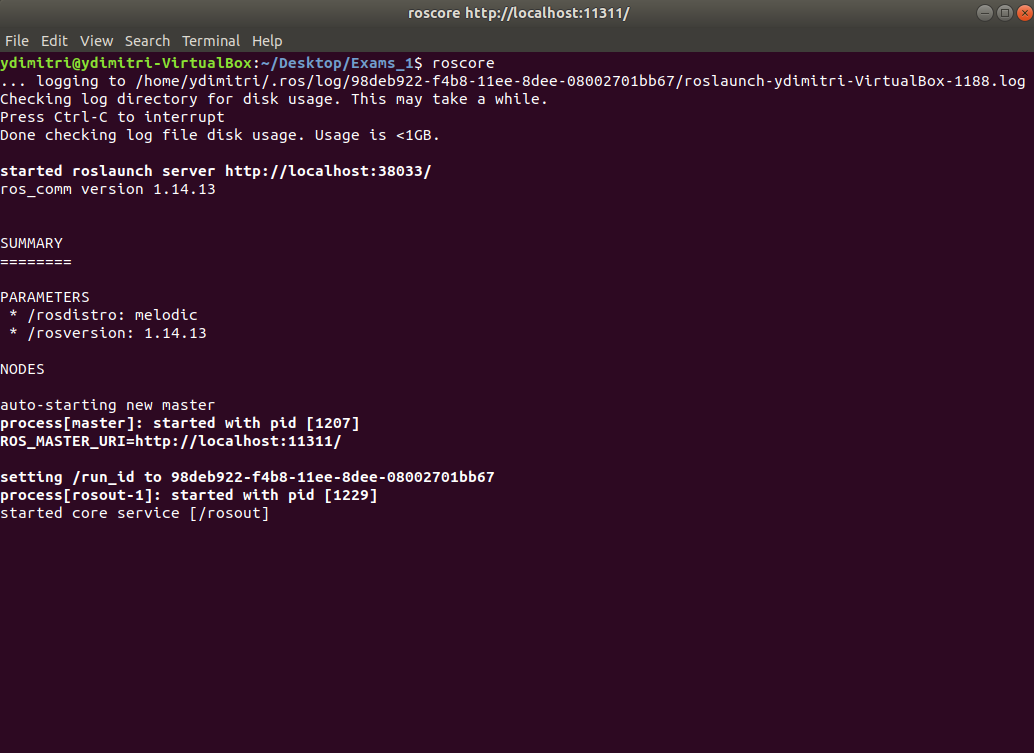 roscore http://localhost:11311/
File Edit View Search Terminal Help
ydimitri@ydimitri-VirtualBox:~/Desktop/Exams_1$ roscore
... logging to /home/ydimitri/.ros/log/98deb922-f4b8-11ee-8dee-08002701bb67/roslaunch-ydimitri-VirtualBox-1188.log
Checking log directory for disk usage. This may take a while.
Press Ctrl-C to interrupt
Done checking log file disk usage. Usage is <1GB.

started roslaunch server http://localhost:38033/
ros_comm version 1.14.13

SUMMARY
========

PARAMETERS
 * /rosdistro: melodic
 * /rosversion: 1.14.13

NODES

auto-starting new master
process[master]: started with pid [1207]
ROS_MASTER_URI=http://localhost:11311/

setting /run_id to 98deb922-f4b8-11ee-8dee-08002701bb67
process[rosout-1]: started with pid [1229]
started core service [/rosout]